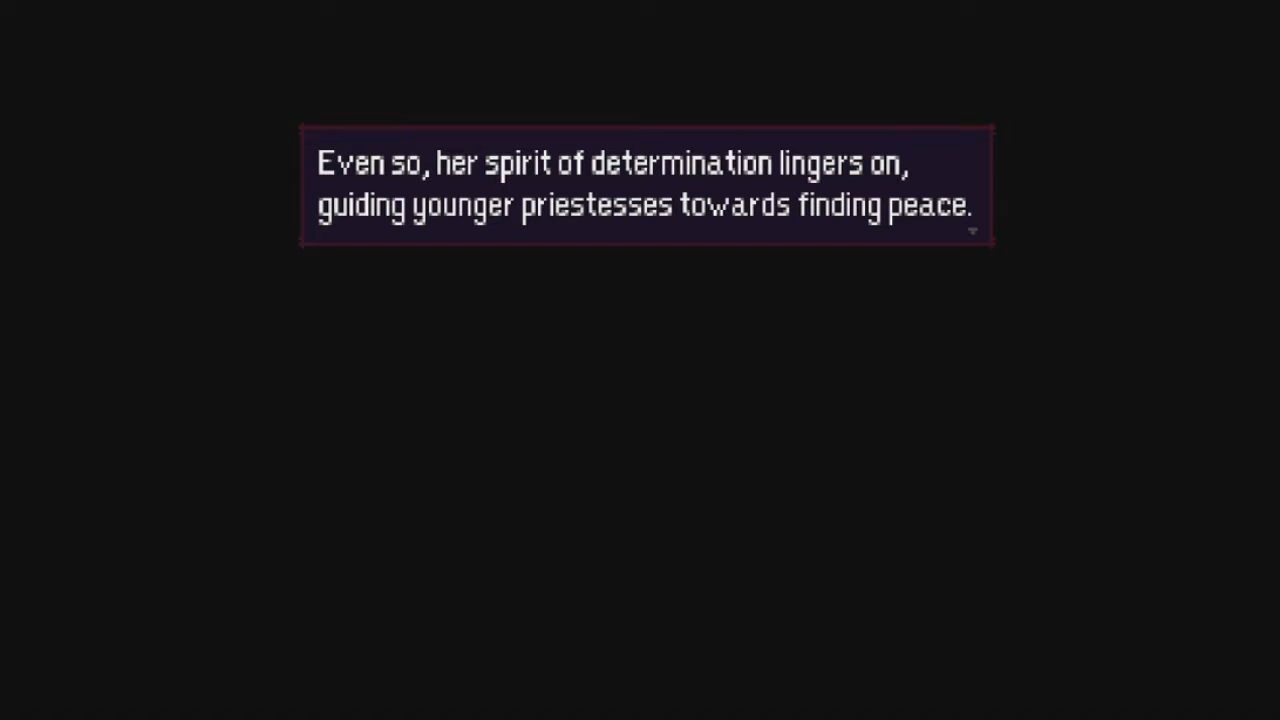 Even so, her spirit of determination lingers on,
guiding younger priestesses towards finding peace.